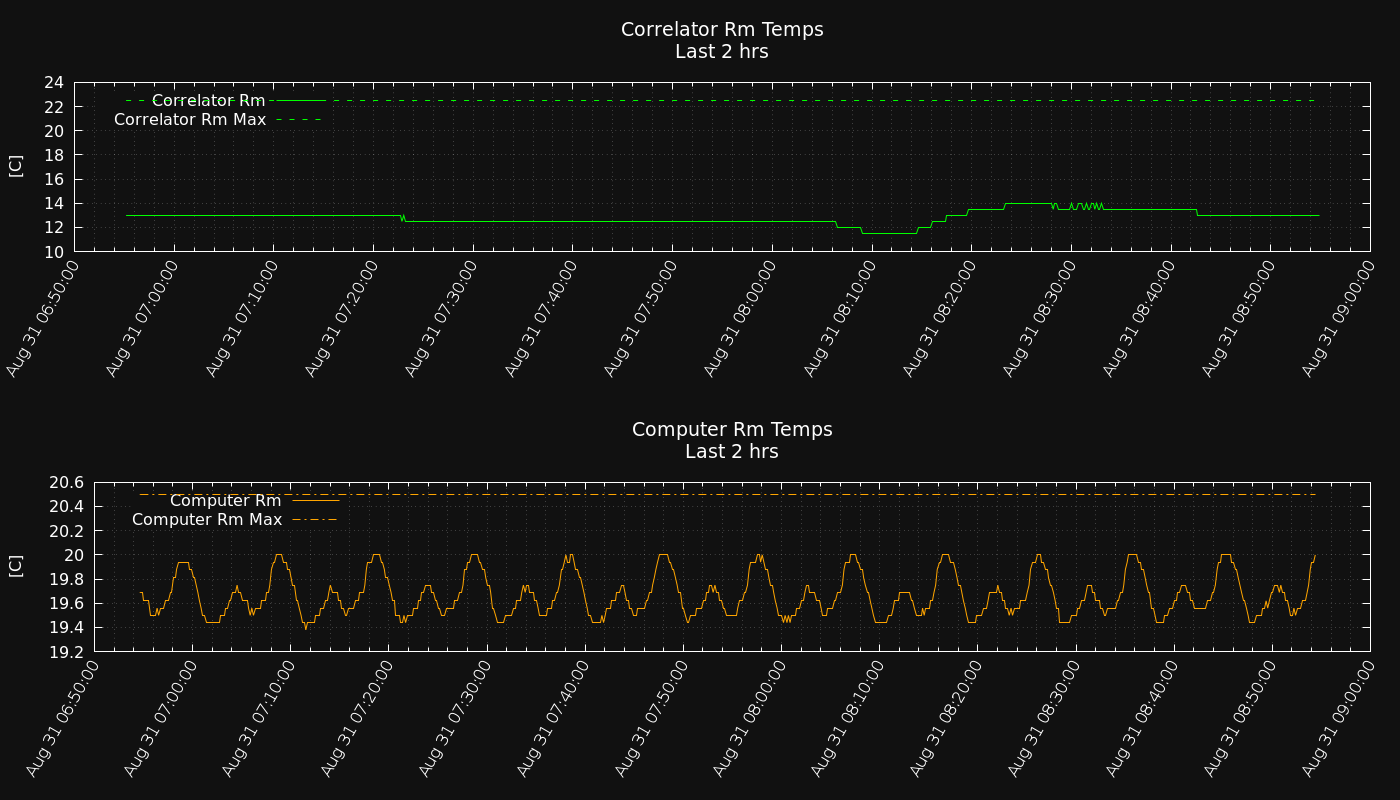 Correlator Rm Temps
Last 2 hrs
24
22
20
18
16
14
12
10
[C]
Correlator Rm
Correlator Rm Max
Aug 31 06:50:00
Aug 31 07:00:00
Aug 31 07:10:00
Aug 31 07:20:00
Aug 31 07:30:00
Aug 31 07:40:00
Aug 31 07:50:00
Aug 31 08:00:00
Aug 31 08:10:00
Aug 31 08:20:00
Aug 31 08:30:00
Aug 31 08:40:00
Aug 31 08:50:00
Aug 31 09:00:00
Computer Rm Temps
Last 2 hrs
20.6
20.4
20.2
20
19.8
19.6
19.4
19.2
[C]
Computer Rm
Computer Rm Max
Aug 31 06:50:00
Aug 31 07:00:00
Aug 31 07:10:00
Aug 31 07:20:00
Aug 31 07:30:00
Aug 31 07:40:00
Aug 31 07:50:00
Aug 31 08:00:00
Aug 31 08:10:00
Aug 31 08:20:00
Aug 31 08:30:00
Aug 31 08:40:00
Aug 31 08:50:00
Aug 31 09:00:00